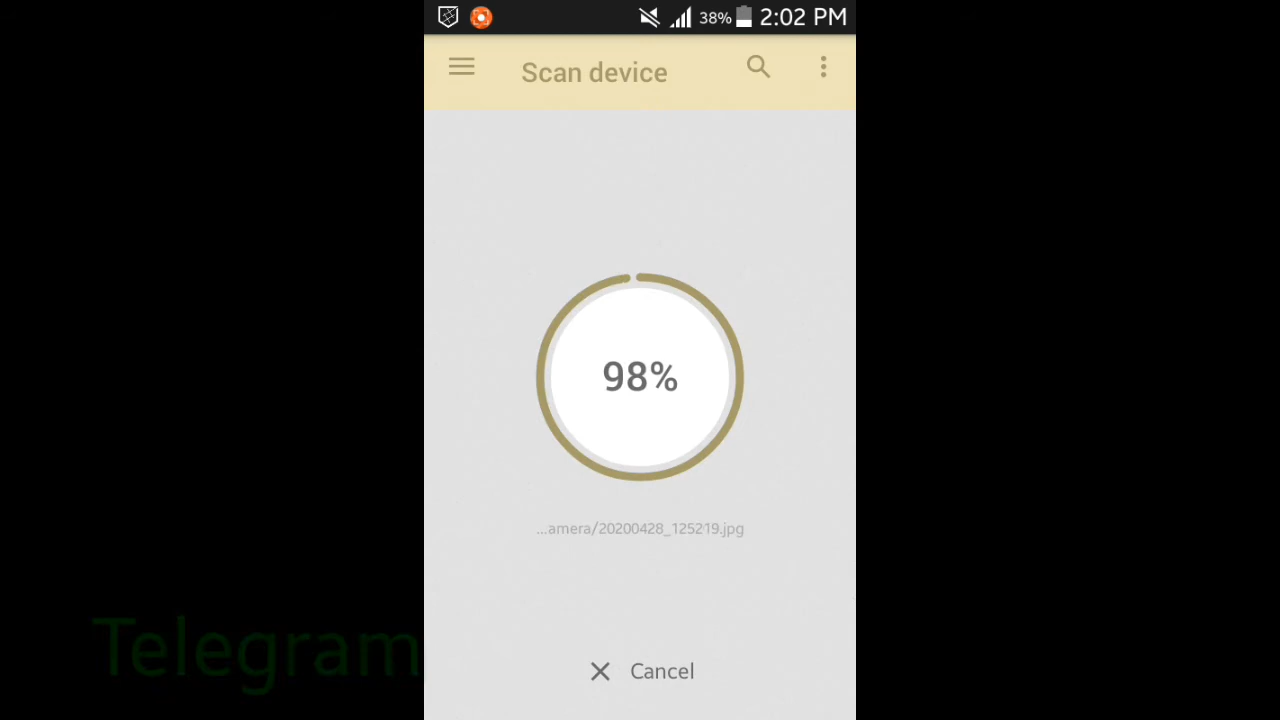 38% 2:02 PM
Scan device
98%
...amera/20200428_125219.jpg
Telegram
Cancel